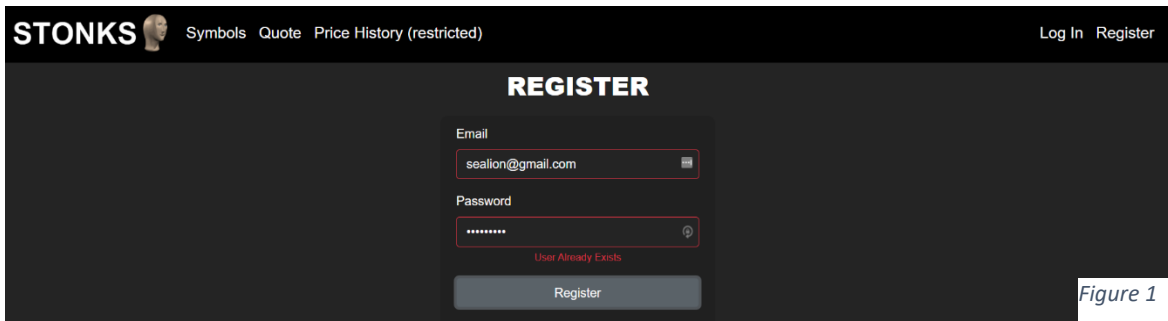 STONKS Symbols Quote Price History (restricted) Log In Register
REGISTER
Email
sealion@gmail.com
Password
•••••••••
User Already Exists
Register
Figure 1